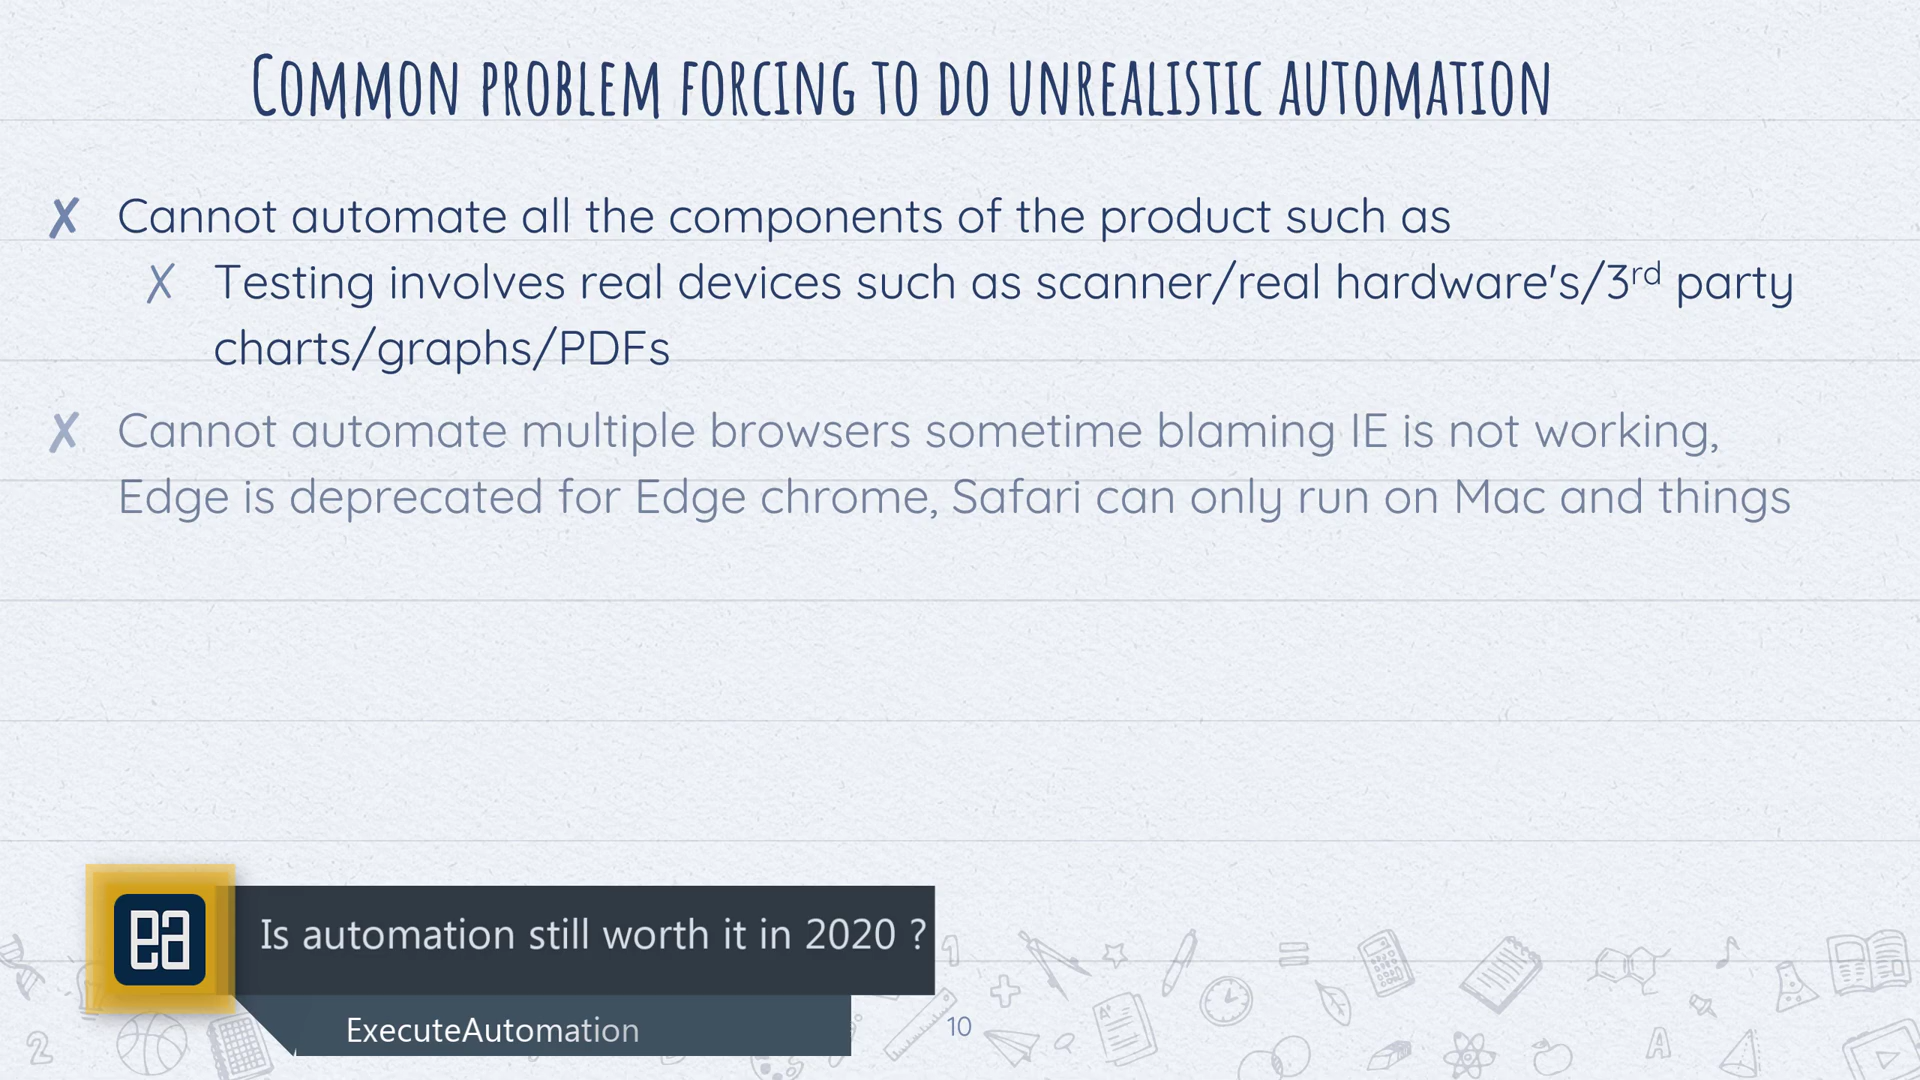 Common problem forcing to do unrealistic automation
✗ Cannot automate all the components of the product such as
✗ Testing involves real devices such as scanner/real hardware's/3rd party
charts/graphs/PDFs
✗ Cannot automate multiple browsers sometime blaming IE is not working,
Edge is deprecated for Edge chrome, Safari can only run on Mac and things
ea
Is automation still worth it in 2020 ?
ExecuteAutomation
10